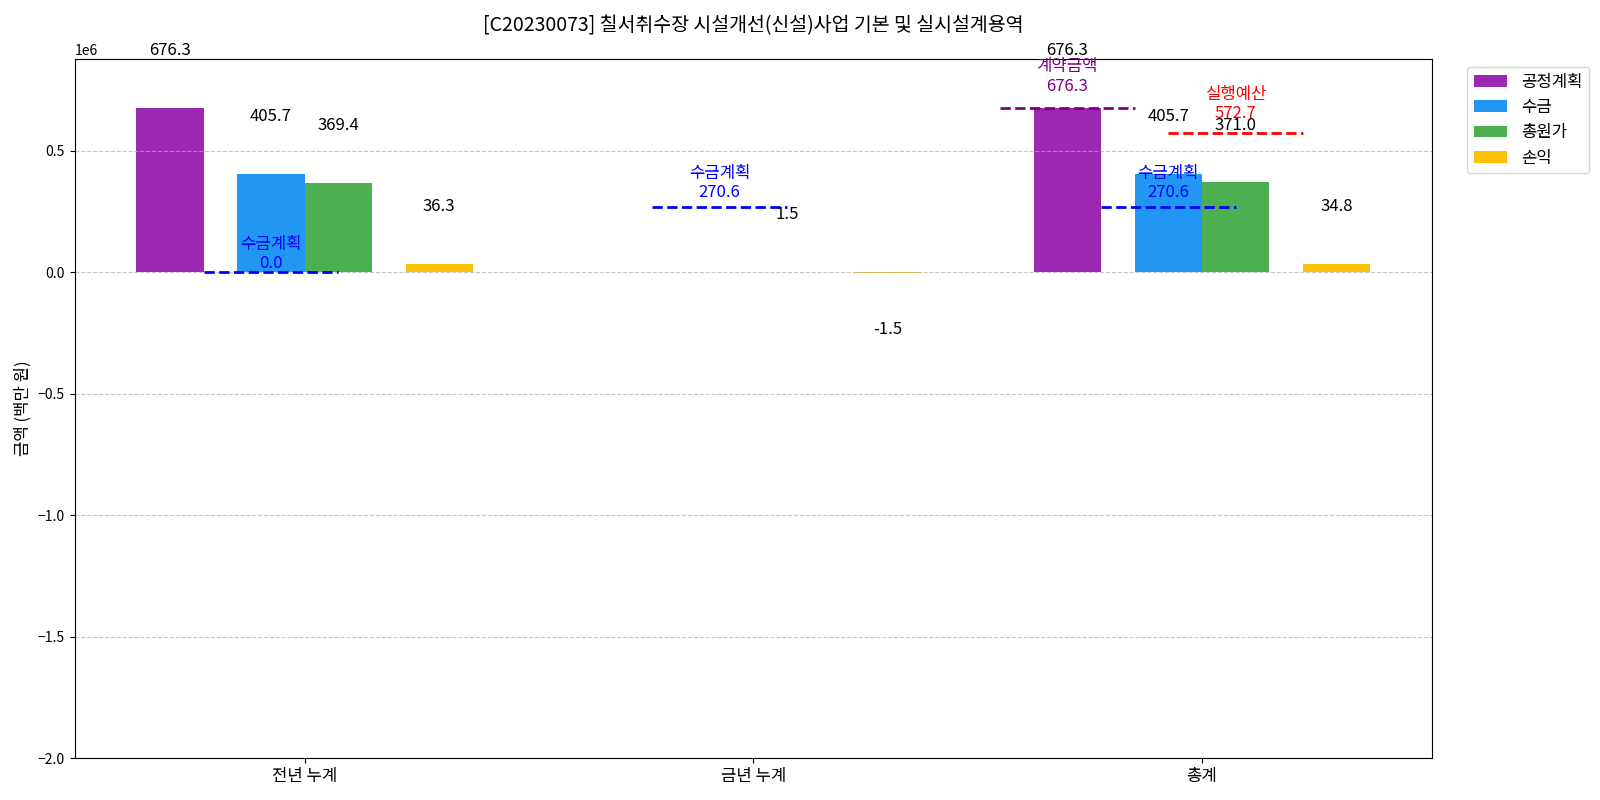 [C20230073] 칠서취수장 시설개선(신설)사업 기본 및 실시설계용역
1e6
금액 (백만 원)
0.5
0.0
−0.5
−1.0
−1.5
−2.0
676.3
405.7
369.4
수금계획
0.0
36.3
수금계획
270.6
1.5
-1.5
676.3
계약금액
676.3
405.7
실행예산
572.7
371.0
수금계획
270.6
34.8
전년 누계
금년 누계
총계
공정계획
수금
총원가
손익